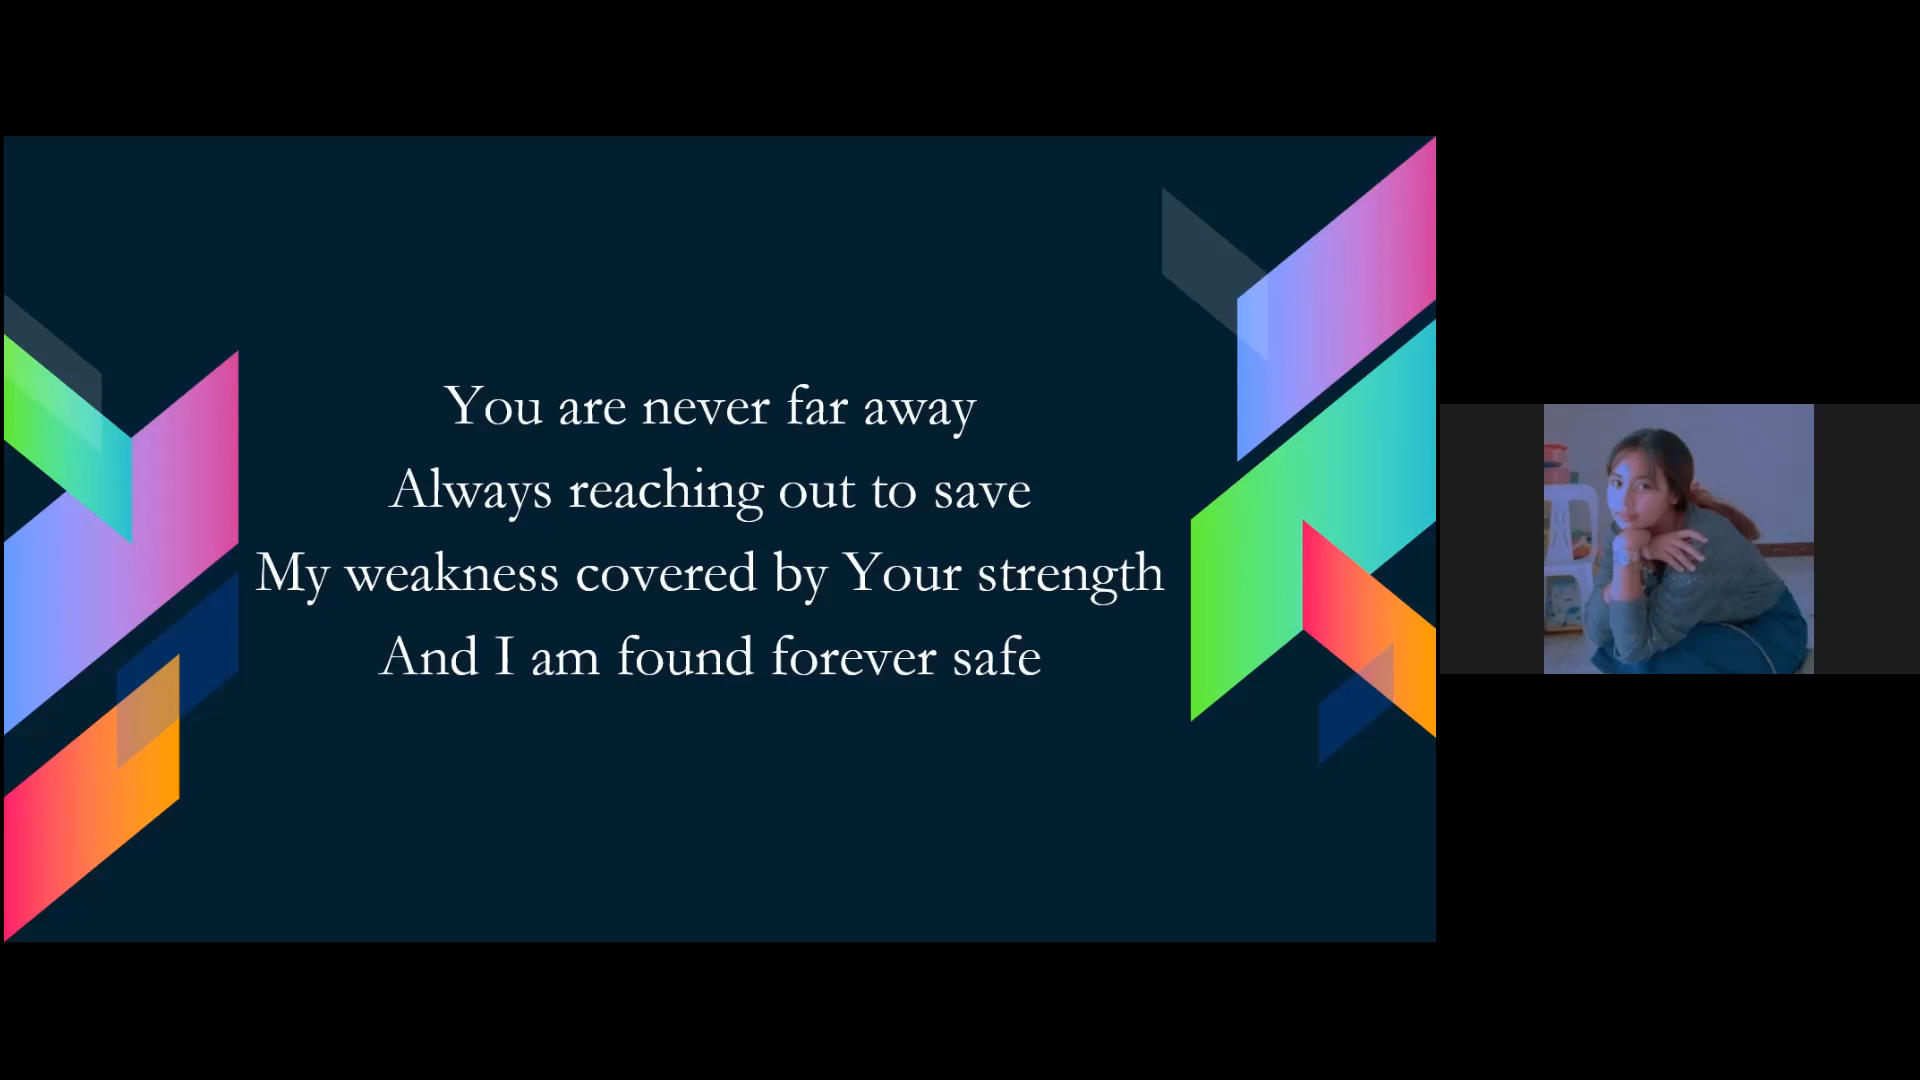 You are never far away
Always reaching out to save
My weakness covered by Your strength
And I am found forever safe